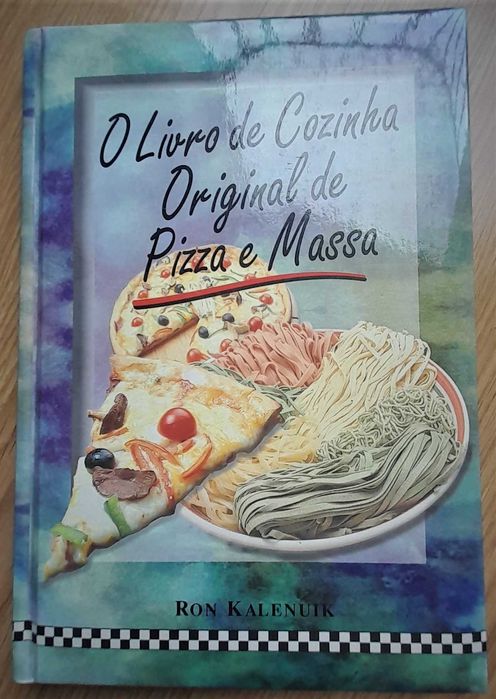 O Livro de Cozinha
Original de
Pizza e Massa
RON KALENUIK